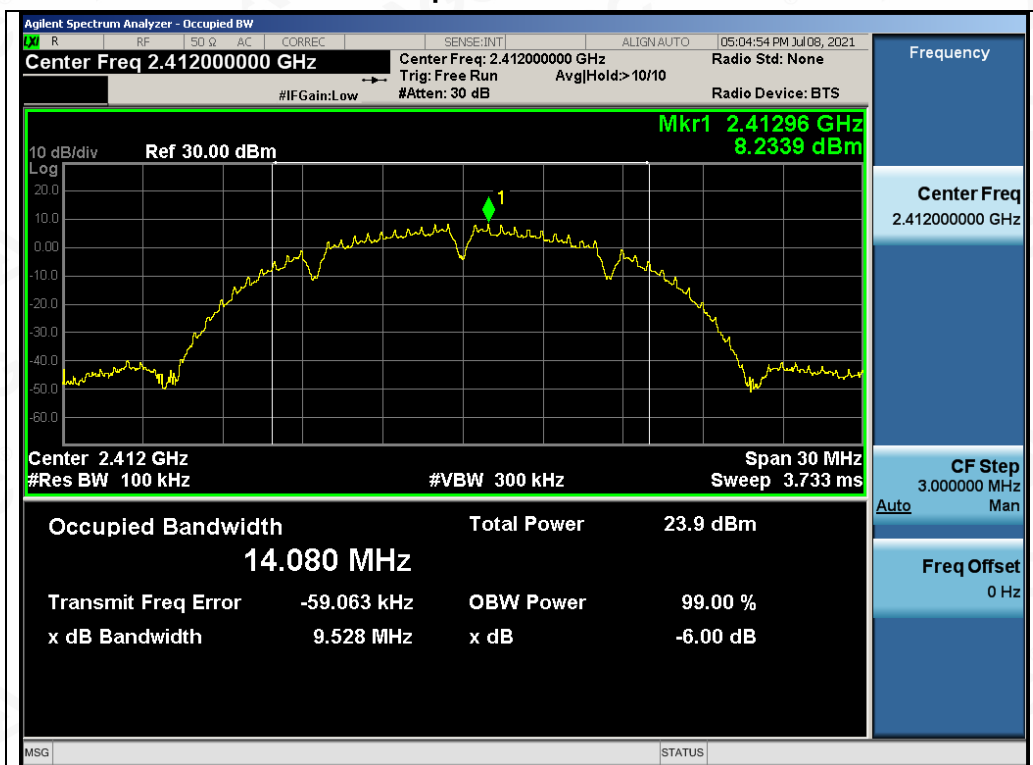 Agilent Spectrum Analyzer - Occupied BW
LXI R RF 50 Ω AC CORREC SENSE:INT ALIGN AUTO 05:04:54 PM Jul 08, 2021
Center Freq 2.412000000 GHz
Center Freq: 2.412000000 GHz
Radio Std: None
Trig: Free Run Avg|Hold:>10/10
#IFGain:Low
#Atten: 30 dB
Radio Device: BTS
Mkr1 2.41296 GHz
8.2339 dBm
10 dB/div Ref 30.00 dBm
Log
20.0
10.0
0.00
-10.0
-20.0
-30.0
-40.0
-50.0
-60.0
1
Center 2.412 GHz Span 30 MHz
#Res BW 100 kHz #VBW 300 kHz Sweep 3.733 ms
Occupied Bandwidth
14.080 MHz
Total Power 23.9 dBm
Transmit Freq Error -59.063 kHz OBW Power 99.00 %
x dB Bandwidth 9.528 MHz x dB -6.00 dB
Frequency
Center Freq
2.412000000 GHz
CF Step
3.000000 MHz
Auto Man
Freq Offset
0 Hz
MSG STATUS